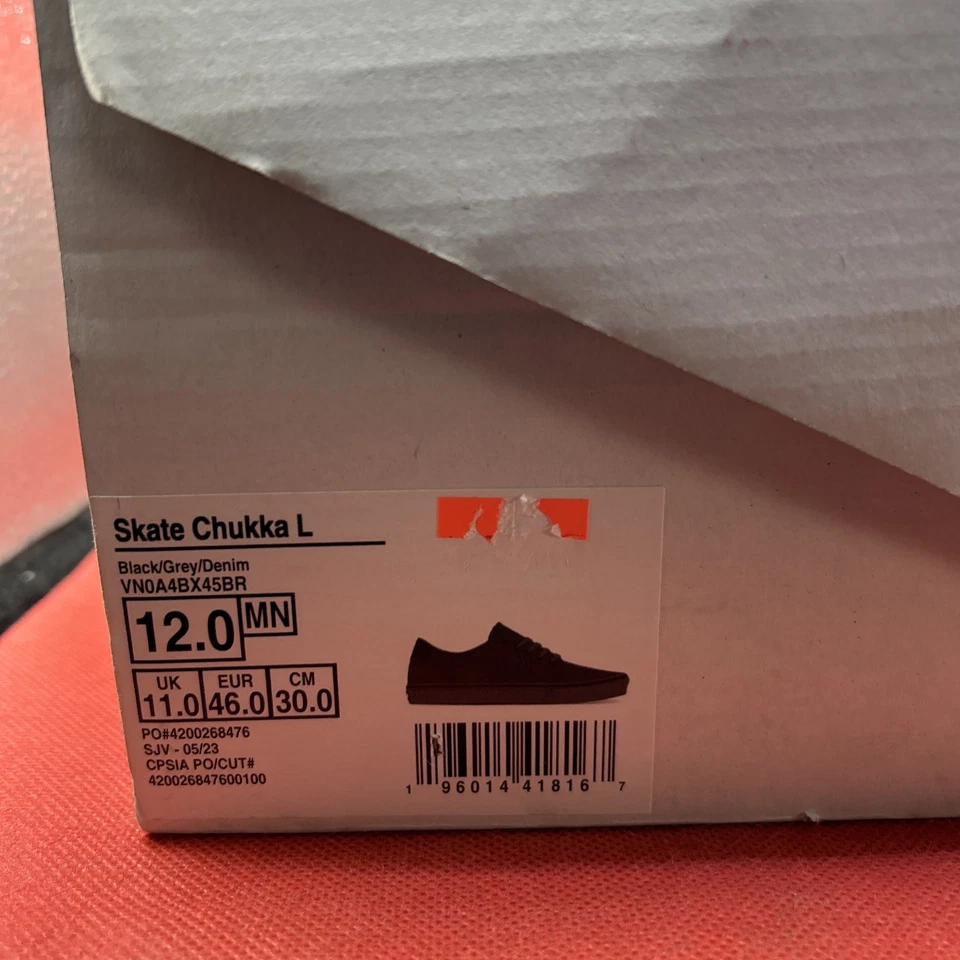 Skate Chukka L
Black/Grey/Denim
VN0A4BX45BR
12.0 MN
UK EUR CM
11.0 46.0 30.0
PO#4200268476
SJV - 05/23
CPSIA PO/CUT#
420026847600100
1 96014 41816 7